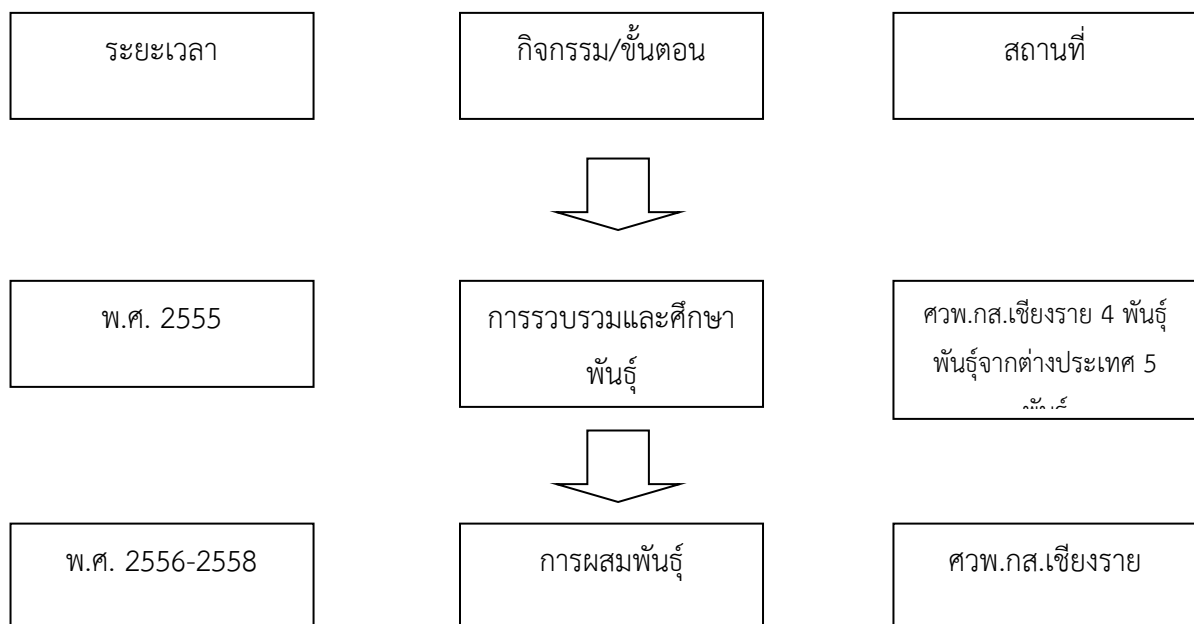 ระยะเวลา
กิจกรรม/ขั้นตอน
สถานที่
พ.ศ. 2555
การรวบรวมและศึกษา
พันธุ์
ศวพ.กส.เชียงราย 4 พันธุ์
พันธุ์จากต่างประเทศ 5
พ.ศ. 2556-2558
การผสมพันธุ์
ศวพ.กส.เชียงราย